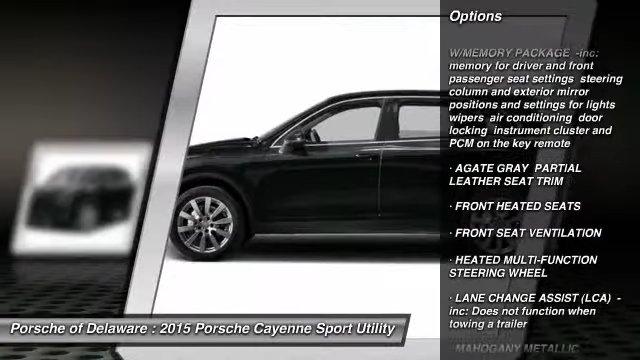 Options
W/MEMORY PACKAGE -inc:
memory for driver and front
passenger seat settings steering
column and exterior mirror
positions and settings for lights
wipers air conditioning door
locking instrument cluster and
PCM on the key remote
· AGATE GRAY PARTIAL
LEATHER SEAT TRIM
· FRONT HEATED SEATS
· FRONT SEAT VENTILATION
· HEATED MULTI-FUNCTION
STEERING WHEEL
· LANE CHANGE ASSIST (LCA) -
inc: Does not function when
towing a trailer
MAHOGANY METALLIC
Porsche of Delaware : 2015 Porsche Cayenne Sport Utility